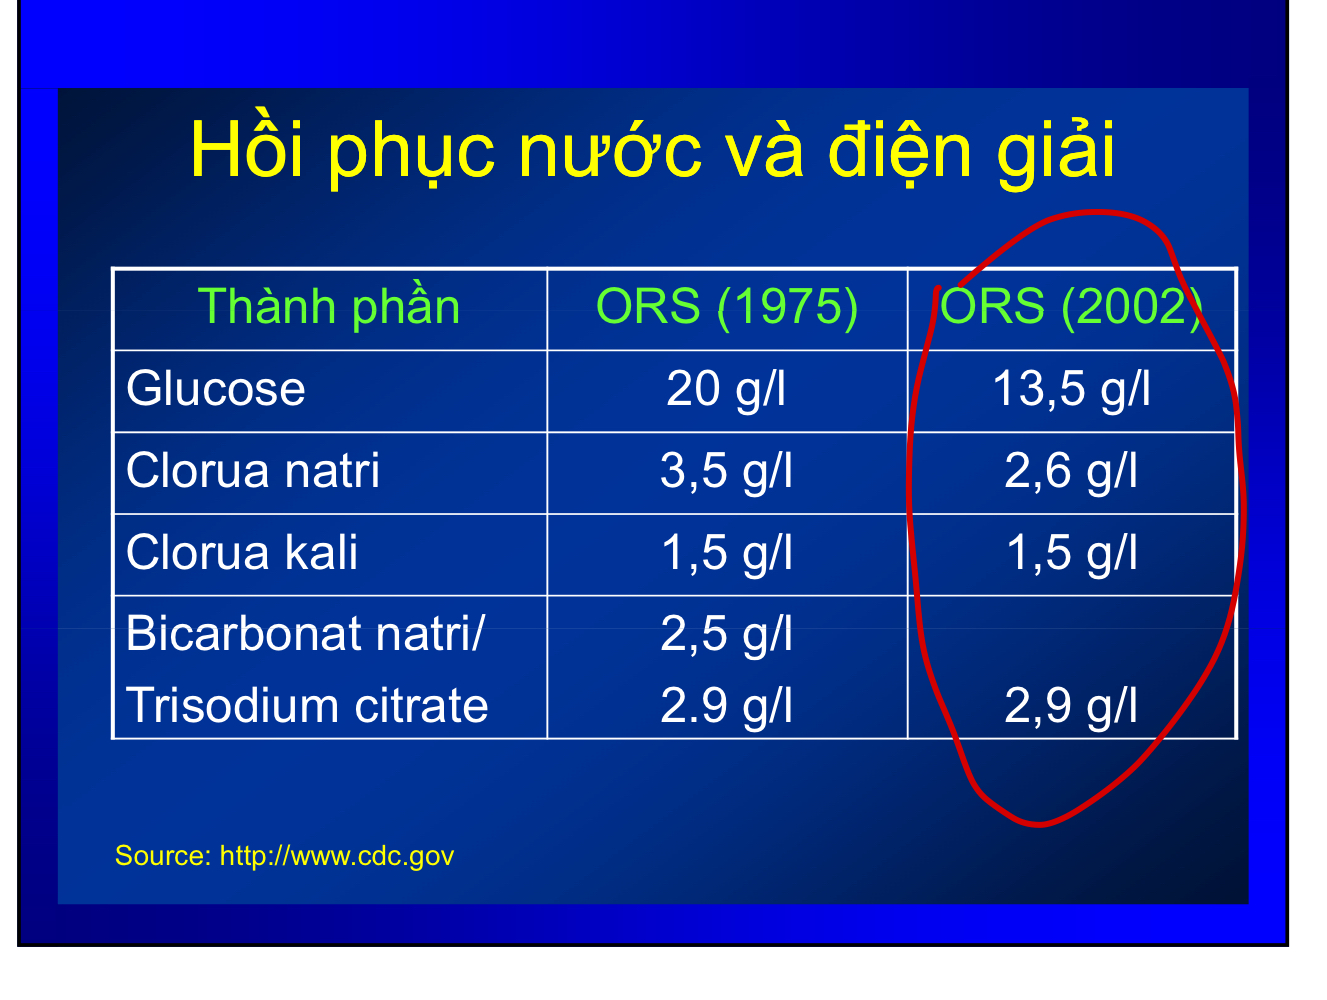 Hồi phục nước và điện giải
Thành phần ORS (1975) ORS (2002)
Glucose 20 g/l 13,5 g/l
Clorua natri 3,5 g/l 2,6 g/l
Clorua kali 1,5 g/l 1,5 g/l
Bicarbonat natri/ 2,5 g/l
Trisodium citrate 2.9 g/l 2,9 g/l
Source: http://www.cdc.gov